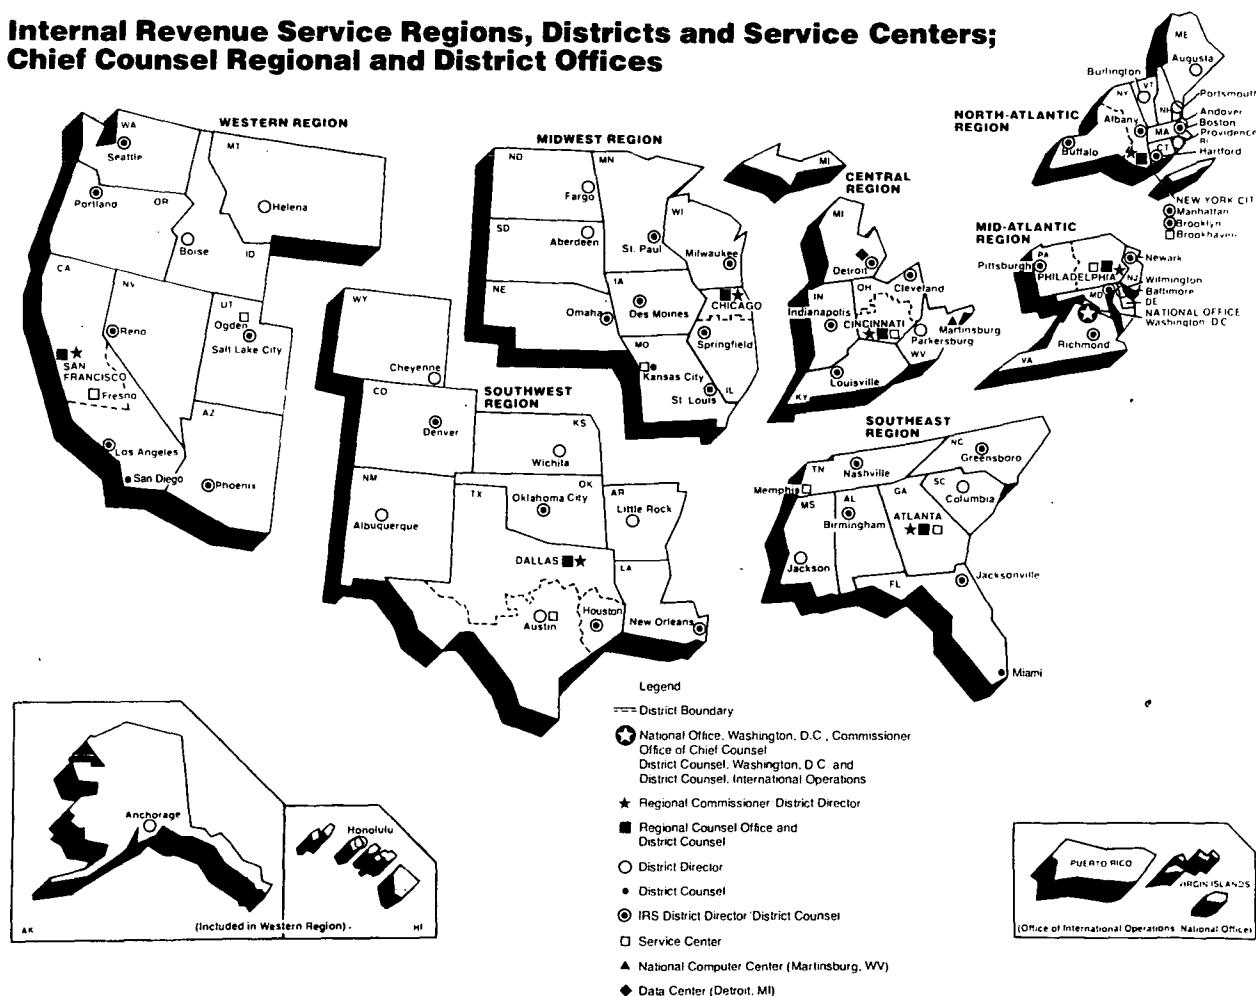 Internal Revenue Service Regions, Districts and Service Centers;
Chief Counsel Regional and District Offices
WESTERN REGION
WA
Seattle
Portland
OR
MT
Helena
Boise
ID
CA
NV
Reno
UT
Ogden
Salt Lake City
SAN
FRANCISCO
Fresno
Los Angeles
San Diego
AZ
Phoenix
MIDWEST REGION
ND
Fargo
MN
SD
Aberdeen
St. Paul
WI
Milwaukee
NE
Omaha
IA
Des Moines
CHICAGO
Springfield
MO
Kansas City
St Louis
IL
SOUTHWEST
REGION
WY
Cheyenne
CO
Denver
KS
Wichita
NM
Albuquerque
TX
OK
Oklahoma City
AR
Little Rock
DALLAS
LA
Austin
Houston
New Orleans
CENTRAL
REGION
MI
MI
Detroit
OH
Cleveland
IN
Indianapolis
CINCINNATI
Martinsburg
Parkersburg
WV
Louisville
KY
NORTH-ATLANTIC
REGION
ME
Augusta
Burlington
VT
NY
NH
Portsmouth
Albany
Andover
MA
Boston
Providence
RI
CT
Hartford
Buffalo
NEW YORK CIT
Manhattan
Brooklyn
Brookhaven
MID-ATLANTIC
REGION
PA
Pittsburgh
PHILADELPHIA
Newark
NJ
Wilmington
MD
Baltimore
DE
NATIONAL OFFICE
Washington, D.C
Richmond
VA
SOUTHEAST
REGION
NC
Greensboro
TN
Nashville
Memphis
SC
Columbia
MS
AL
GA
ATLANTA
Birmingham
Jackson
FL
Jacksonville
Miami
Legend
District Boundary
National Office, Washington, D.C., Commissioner
Office of Chief Counsel
District Counsel, Washington, D C and
District Counsel, International Operations
Regional Commissioner District Director
Regional Counsel Office and
District Counsel
District Director
District Counsel
IRS District Director District Counsel
Service Center
National Computer Center (Martinsburg, WV)
Data Center (Detroit, MI)
Anchorage
AK
Honolulu
(Included in Western Region).
HI
PUERTO RICO
VIRGIN ISLANDS
(Office of International Operations National Office)